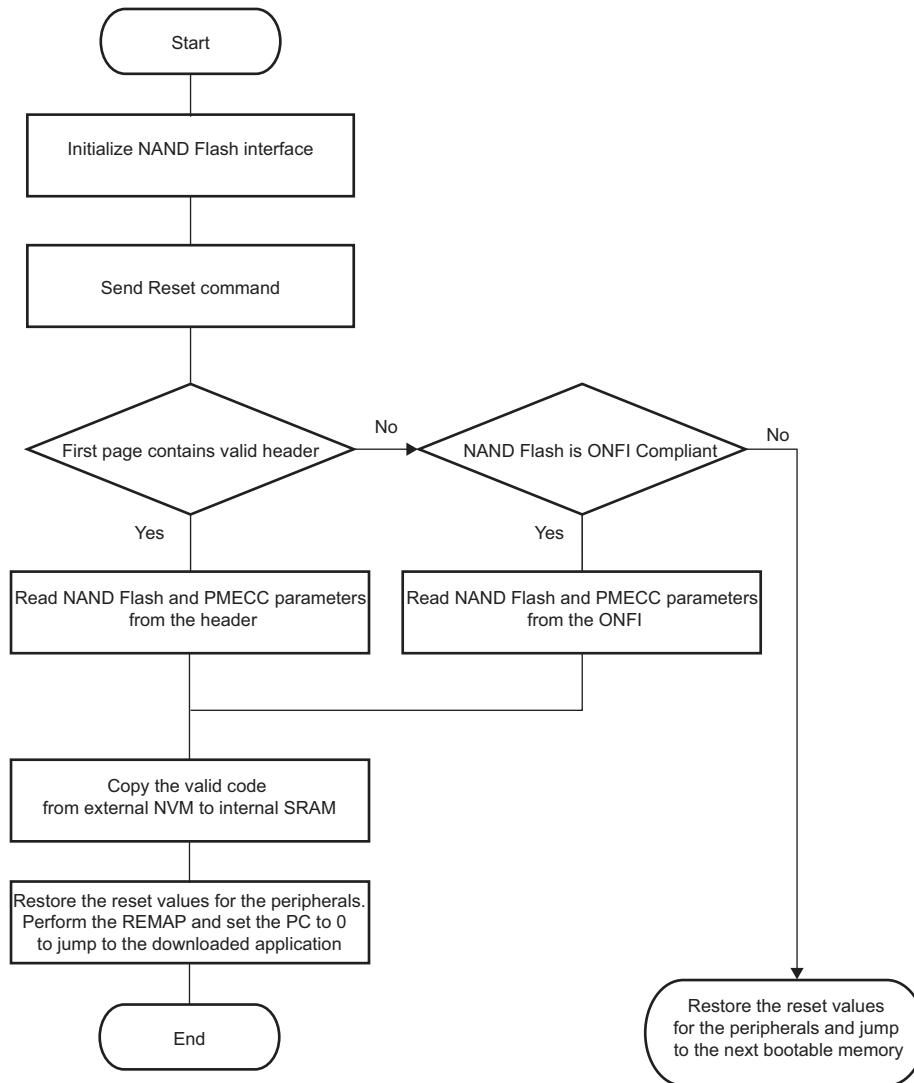 Start
Initialize NAND Flash interface
Send Reset command
First page contains valid header
No
NAND Flash is ONFI Compliant
No
Yes
Yes
Read NAND Flash and PMECC parameters
from the header
Read NAND Flash and PMECC parameters
from the ONFI
Copy the valid code
from external NVM to internal SRAM
Restore the reset values for the peripherals.
Perform the REMAP and set the PC to 0
to jump to the downloaded application
End
Restore the reset values
for the peripherals and jump
to the next bootable memory